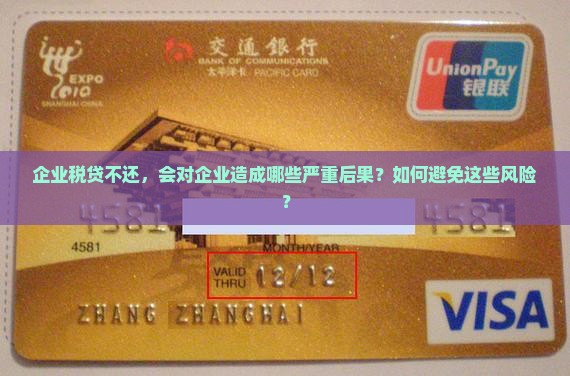 EXPO
2010
SHANGHAI CHINA
交通銀行
BANK OF COMMUNICATIONS
太平洋卡 PACIFIC CARD
UnionPay
银联
企业税贷不还，会对企业造成哪些严重后果？如何避免这些风险
？
4581
4581
MONTH/YEAR
VALID
THRU 12/12
ZHANG ZHANGHAI
VISA